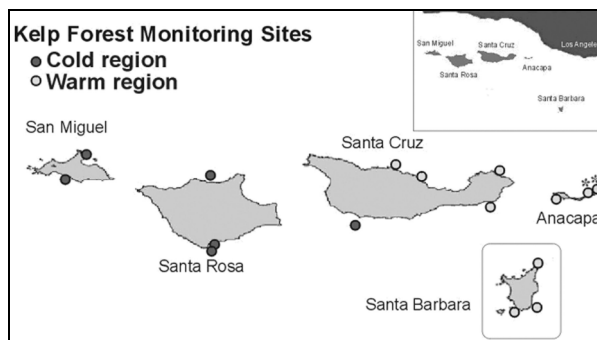 Kelp Forest Monitoring Sites
Cold region
Warm region
San Miguel
Santa Cruz
Los Angeles
Santa Rosa
Anacapa
Santa Barbara
San Miguel
Santa Cruz
Santa Rosa
Anacapa
Santa Barbara